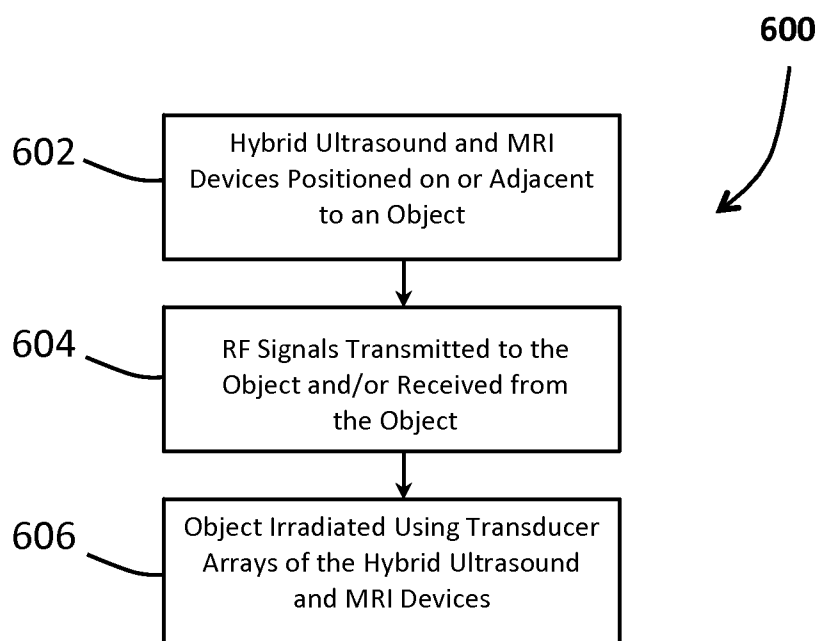 600
602
Hybrid Ultrasound and MRI
Devices Positioned on or Adjacent
to an Object
604
RF Signals Transmitted to the
Object and/or Received from
the Object
606
Object Irradiated Using Transducer
Arrays of the Hybrid Ultrasound
and MRI Devices